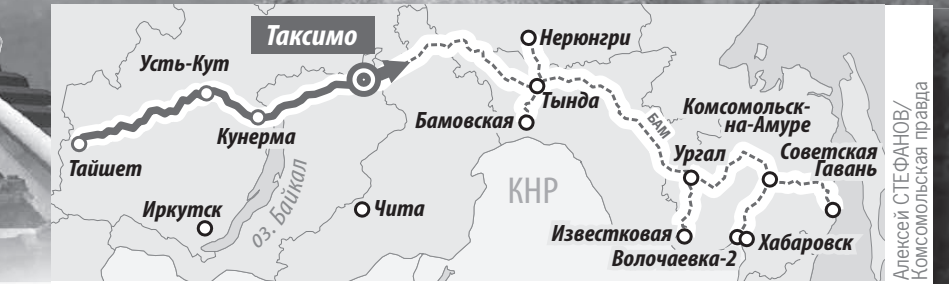 Таксимо
Усть-Кут
Кунерма
Тайшет
Иркутск
оз. Байкал
Чита
Нерюнгри
Тында
Бамовская
БАМ
КНР
Комсомольск-
на-Амуре
Ургал
Советская
Гавань
Известковая
Волочаевка-2
Хабаровск
Алексей СТЕФАНОВ/
Комсомольская правда